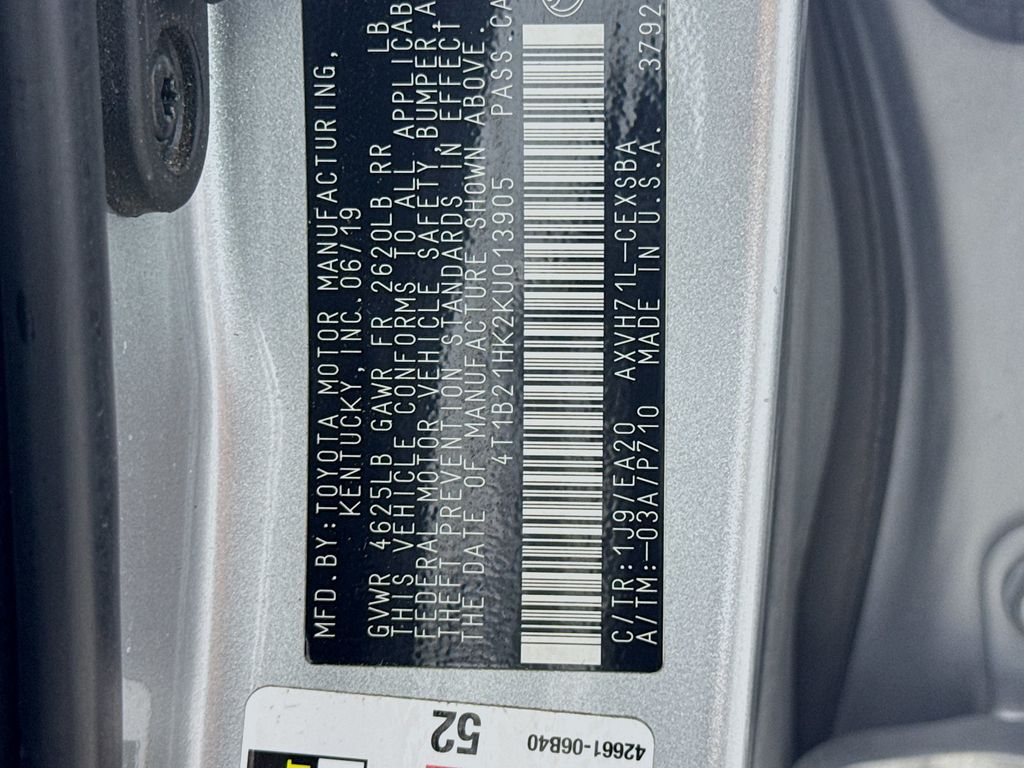 MFD.BY:TOYOTA MOTOR MANUFACTURING,
KENTUCKY, INC. 06/19
GVWR 4625LB GAWR FR 2620LB RR LB
THIS VEHICLE CONFORMS TO ALL APPLICAB
FEDERAL MOTOR VEHICLE SAFETY,BUMPER,A
THEFT PREVENTION STANDARDS IN EFFECT
THE DATE OF MANUFACTURE SHOWN ABOVE.
4T1B21HK2KU013905 PASS.CA
C/TR:1J9/EA20 AXVH71L-CEXSBA 3792
A/TM:-03A/P710 MADE IN U.S.A.
52
42661-06B40